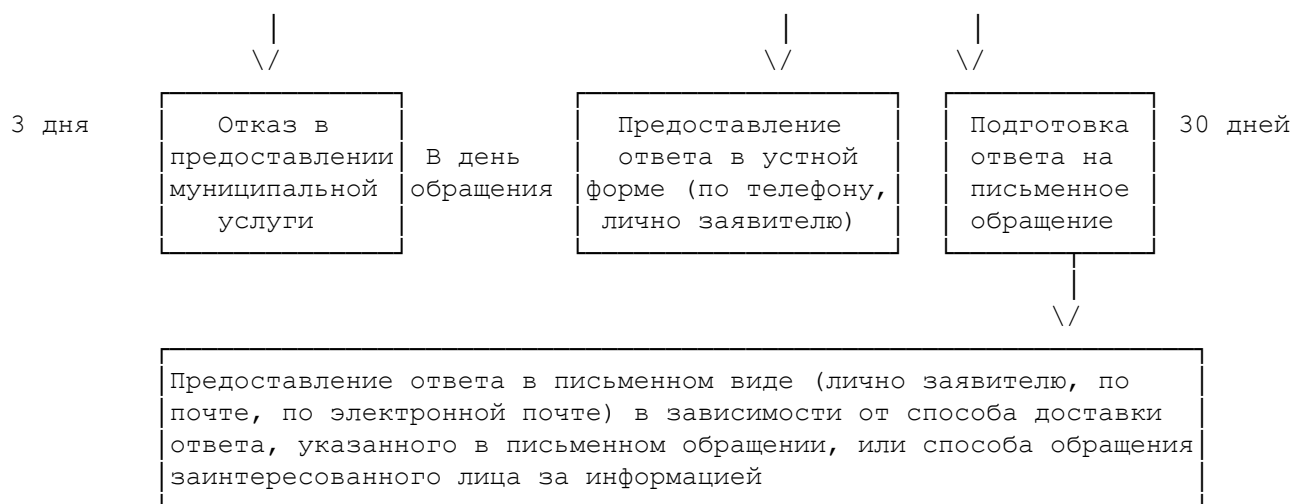 3 дня
Отказ в
предоставлении
муниципальной
услуги
В день
обращения
Предоставление
ответа в устной
форме (по телефону,
лично заявителю)
Подготовка
ответа на
письменное
обращение
30 дней
Предоставление ответа в письменном виде (лично заявителю, по
почте, по электронной почте) в зависимости от способа доставки
ответа, указанного в письменном обращении, или способа обращения
заинтересованного лица за информацией